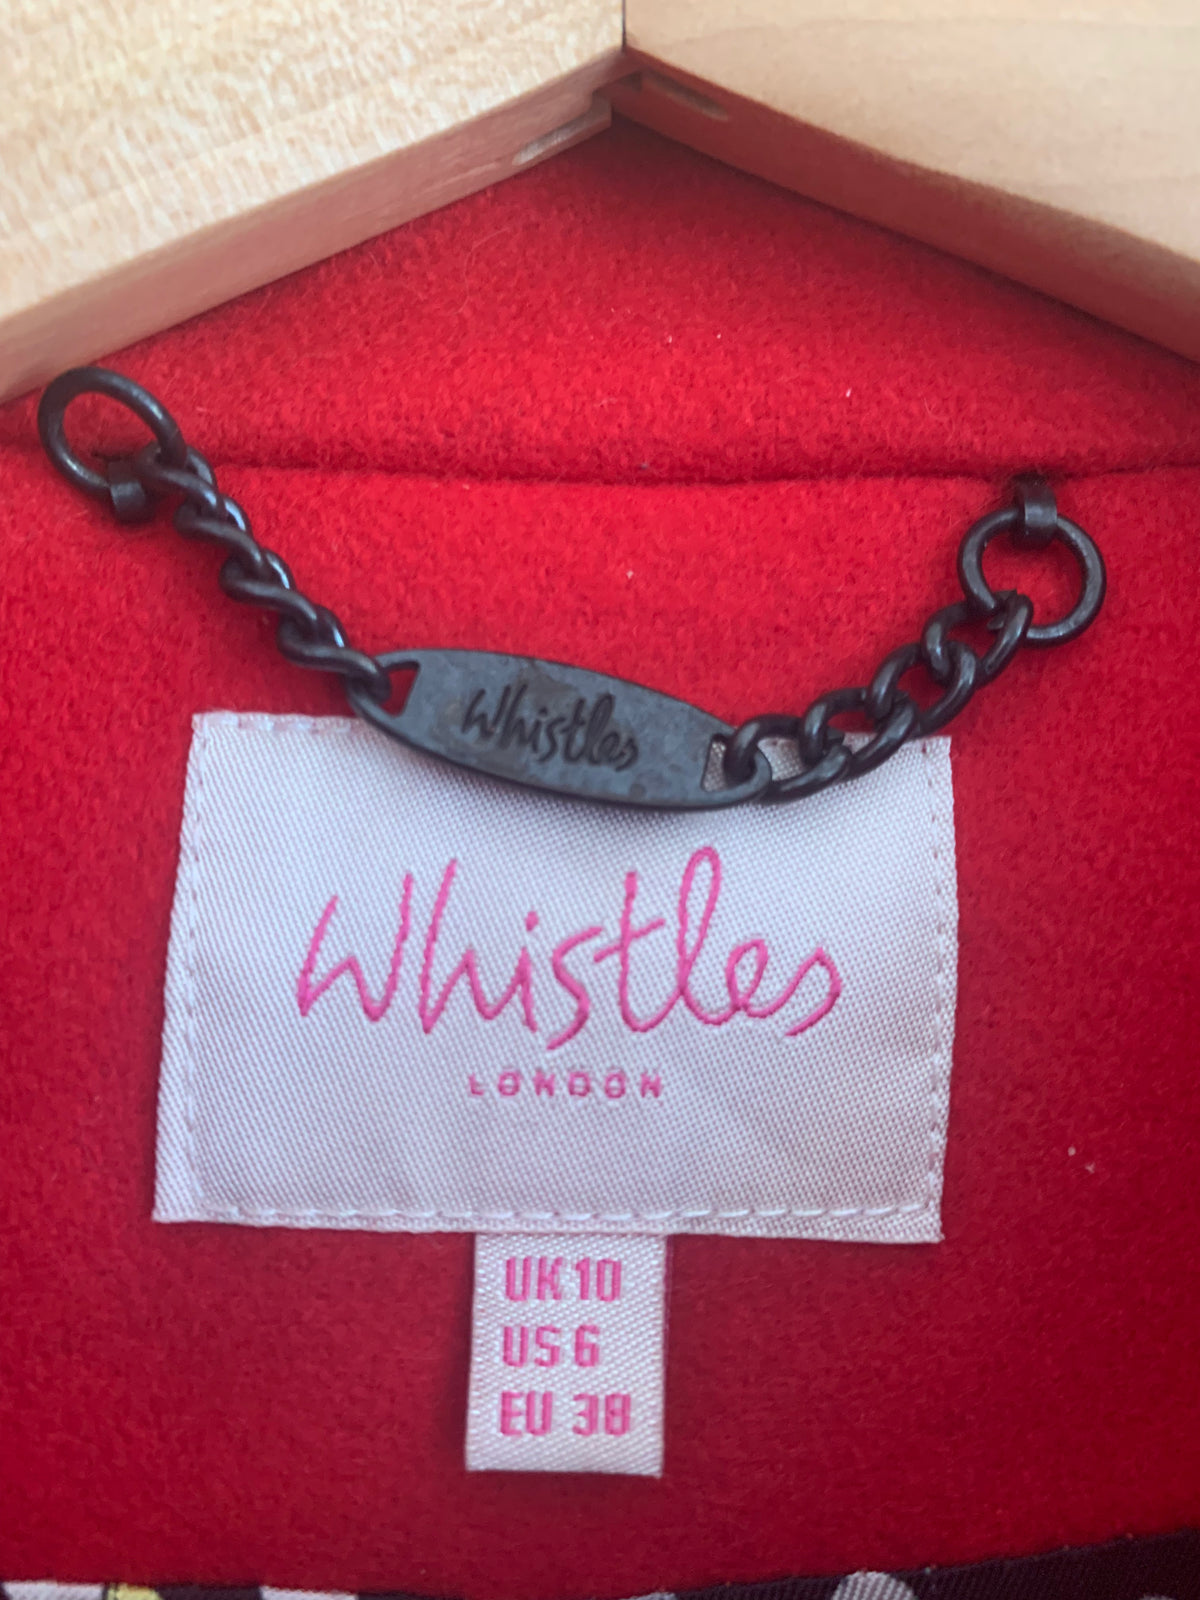 Whistles
Whistles
LONDON
UK 10
US 6
EU 38